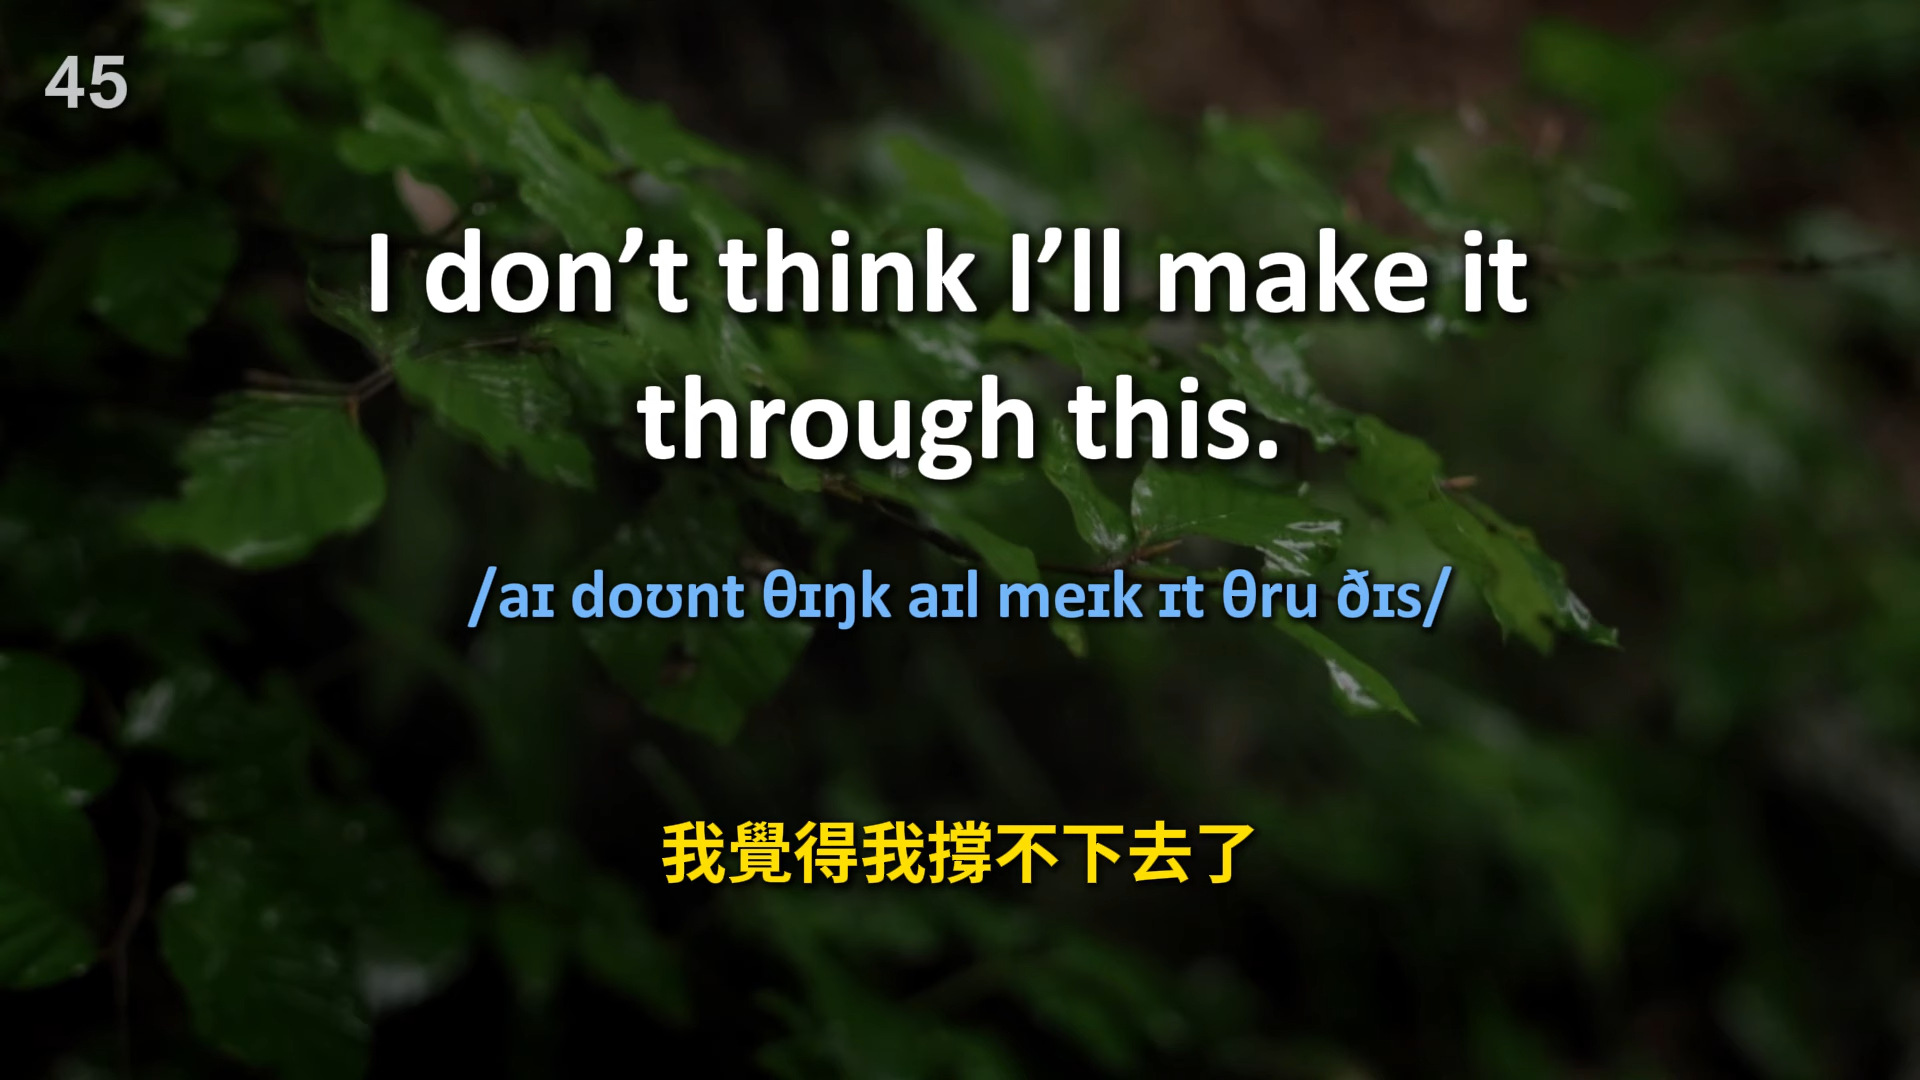 45
I don’t think I’ll make it
through this.
/aɪ doʊnt θɪŋk aɪl meɪk ɪt θru ðɪs/
我覺得我撐不下去了